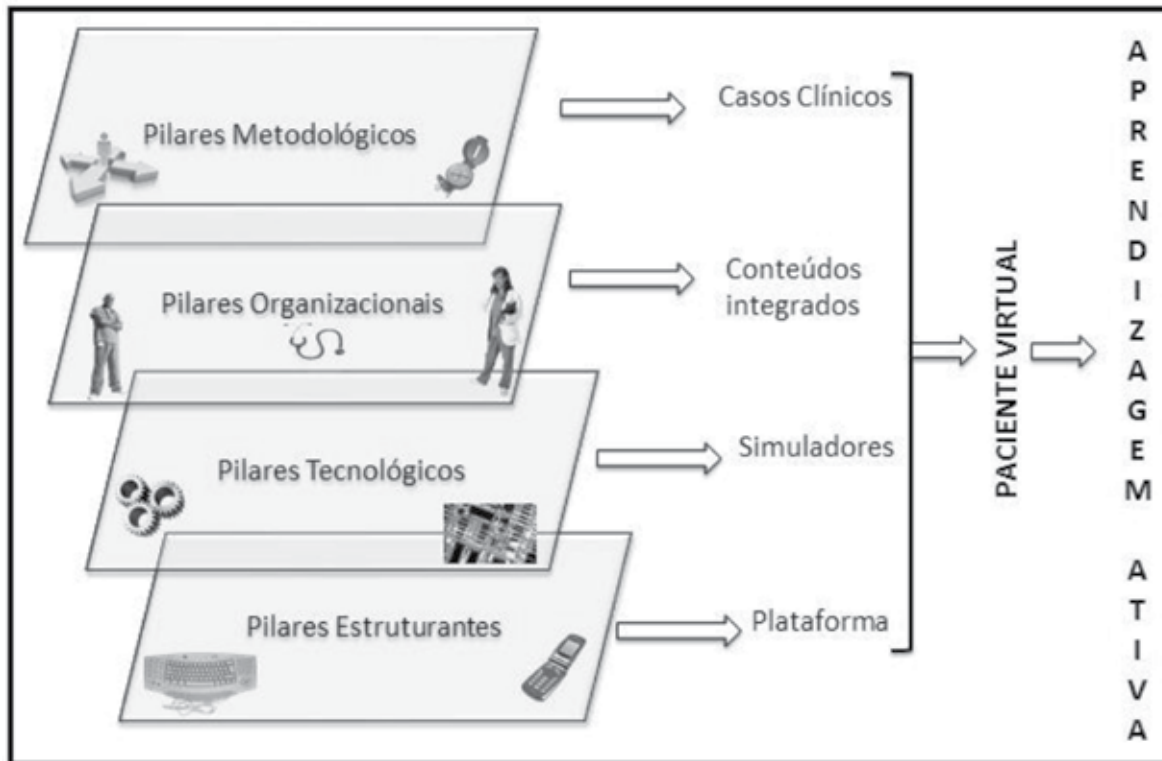 Pilares Metodológicos
Casos Clínicos
Pilares Organizacionais
Conteúdos
integrados
Pilares Tecnológicos
Simuladores
Pilares Estruturantes
Plataforma
PACIENTE VIRTUAL
APRENDIZAGEM ATIVA